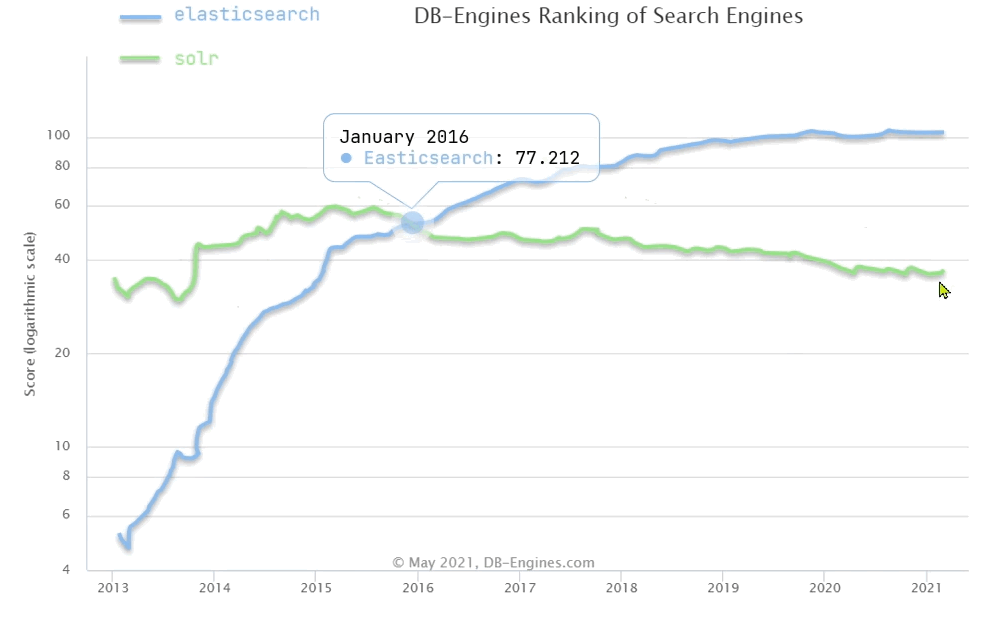 elasticsearch
DB-Engines Ranking of Search Engines
solr
January 2016
Easticsearch: 77.212
100
80
60
40
20
10
8
6
4
Score (logarithmic scale)
© May 2021, DB-Engines.com
2013 2014 2015 2016 2017 2018 2019 2020 2021